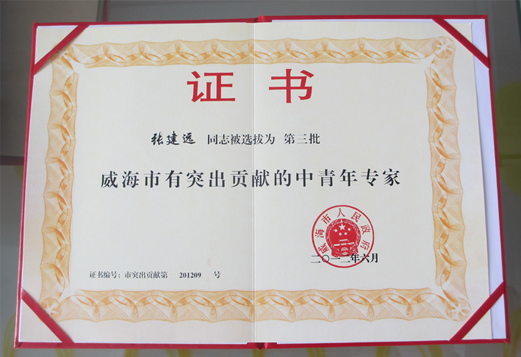 证书
张建远 同志被选拔为 第三批
威海市有突出贡献的中青年专家
威海市人民政府
二〇一二年六月
证书编号：市突出贡献第 201209 号